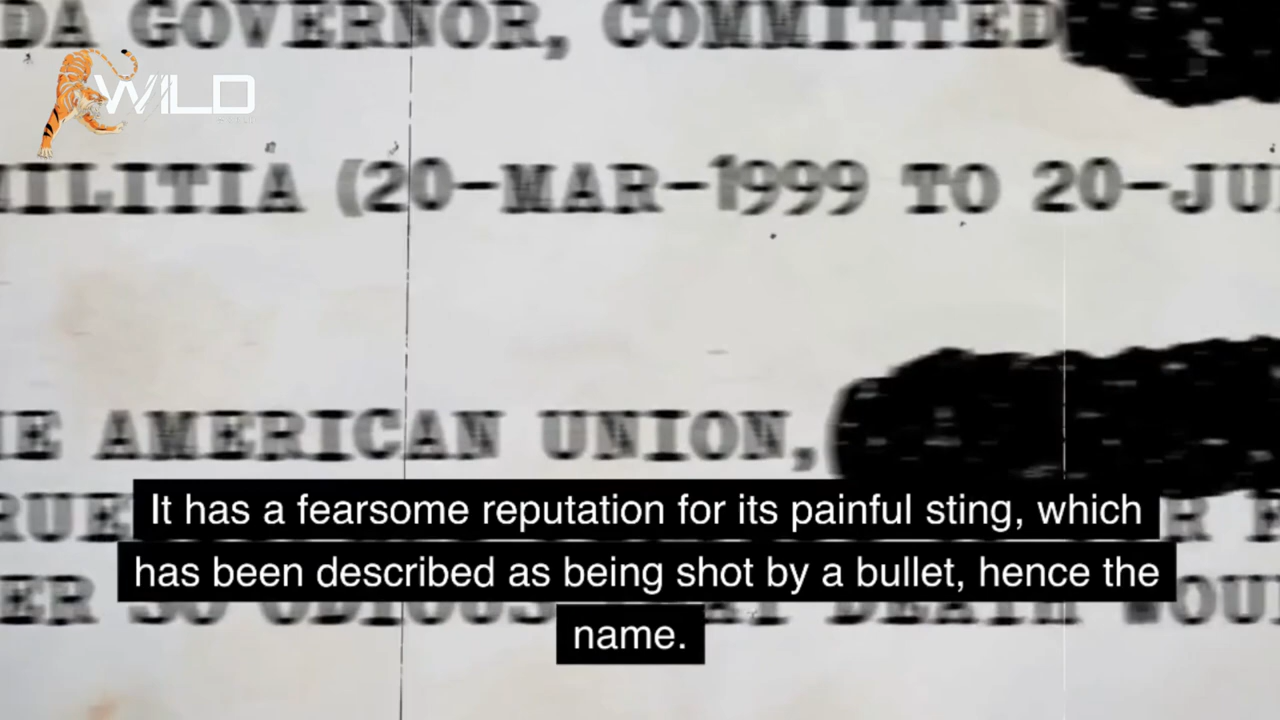 DA GOVERNOR, COMMITTED
WILD
MILITIA (20-MAR-1999 TO 20-JU
E AMERICAN UNION,
It has a fearsome reputation for its painful sting, which
has been described as being shot by a bullet, hence the
name.